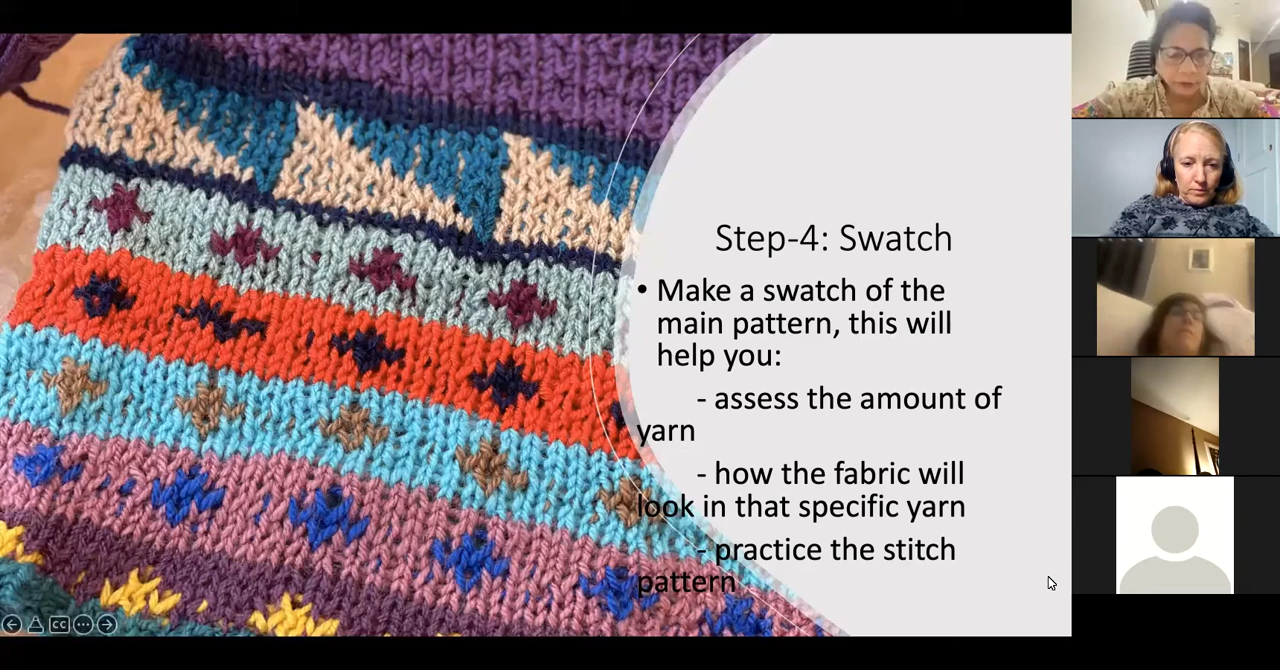 Step-4: Swatch
• Make a swatch of the
main pattern, this will
help you:
- assess the amount of
yarn
- how the fabric will
look in that specific yarn
- practice the stitch
pattern
CC